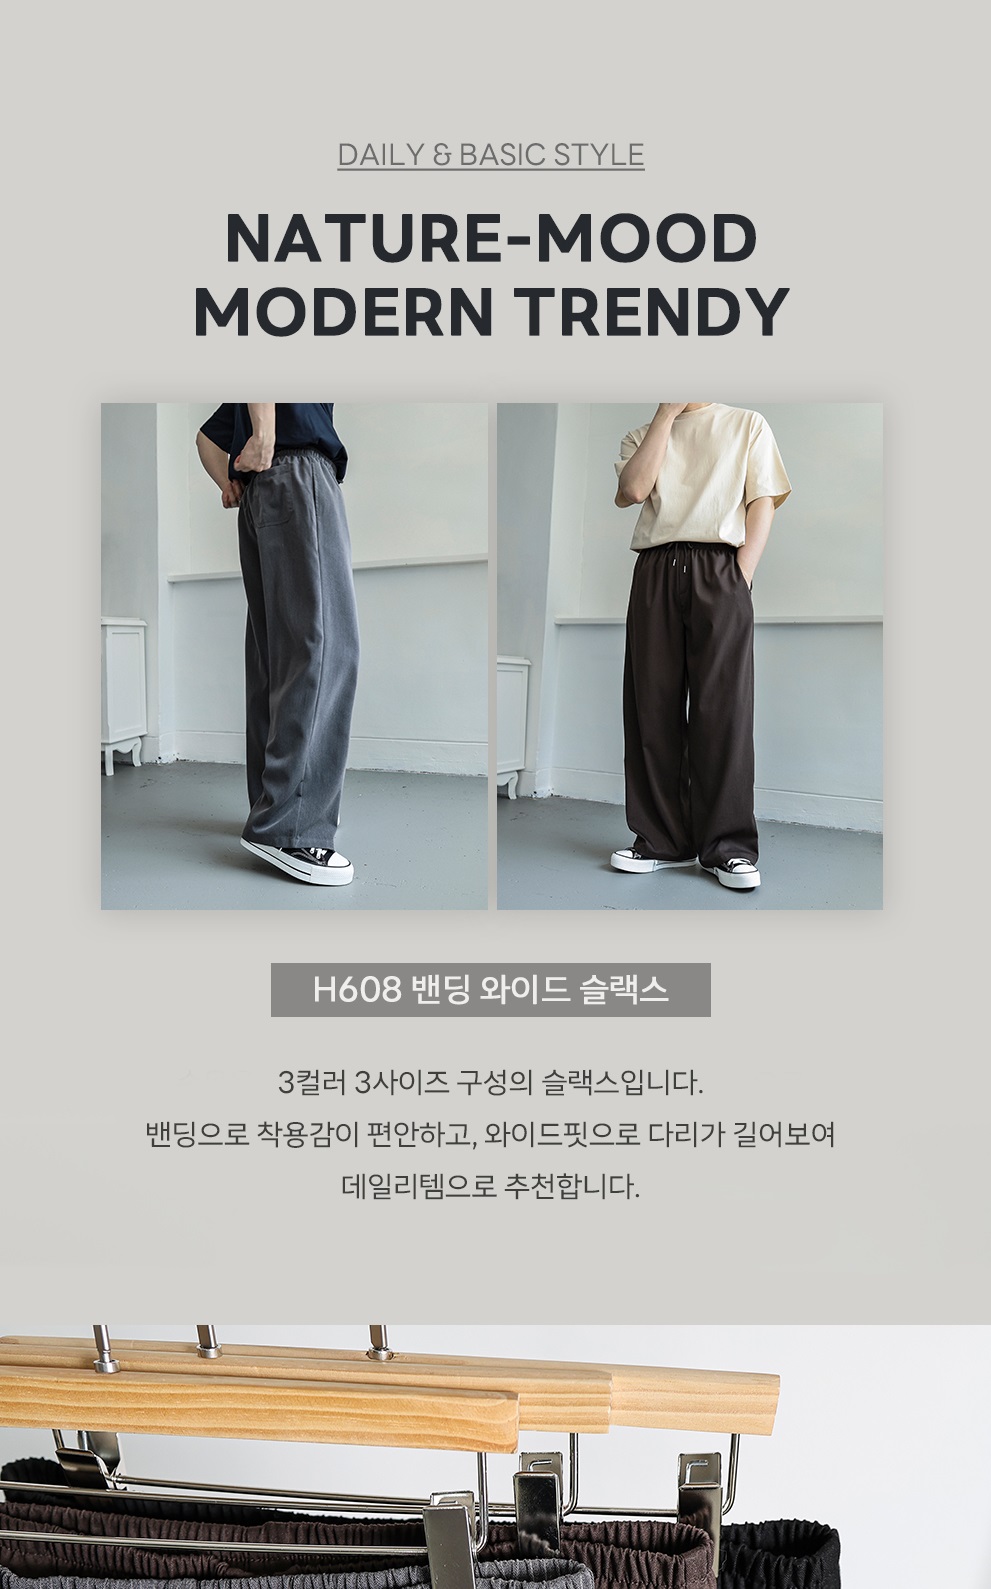 DAILY & BASIC STYLE
NATURE-MOOD
MODERN TRENDY
H608 밴딩 와이드 슬랙스
3컬러 3사이즈 구성의 슬랙스입니다.
밴딩으로 착용감이 편안하고, 와이드핏으로 다리가 길어보여
데일리템으로 추천합니다.